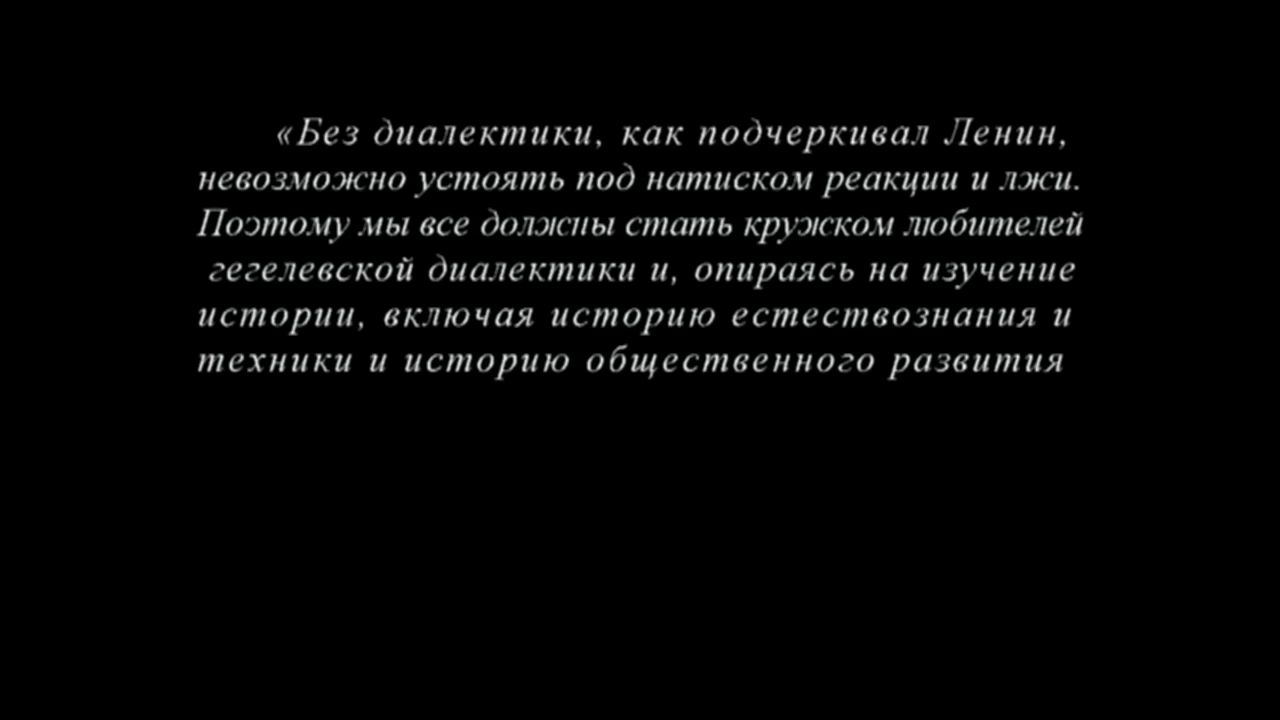 «Без диалектики, как подчеркивал Ленин,
невозможно устоять под натиском реакции и лжи.
Поэтому мы все должны стать кружком любителей
гегелевской диалектики и, опираясь на изучение
истории, включая историю естествознания и
техники и историю общественного развития